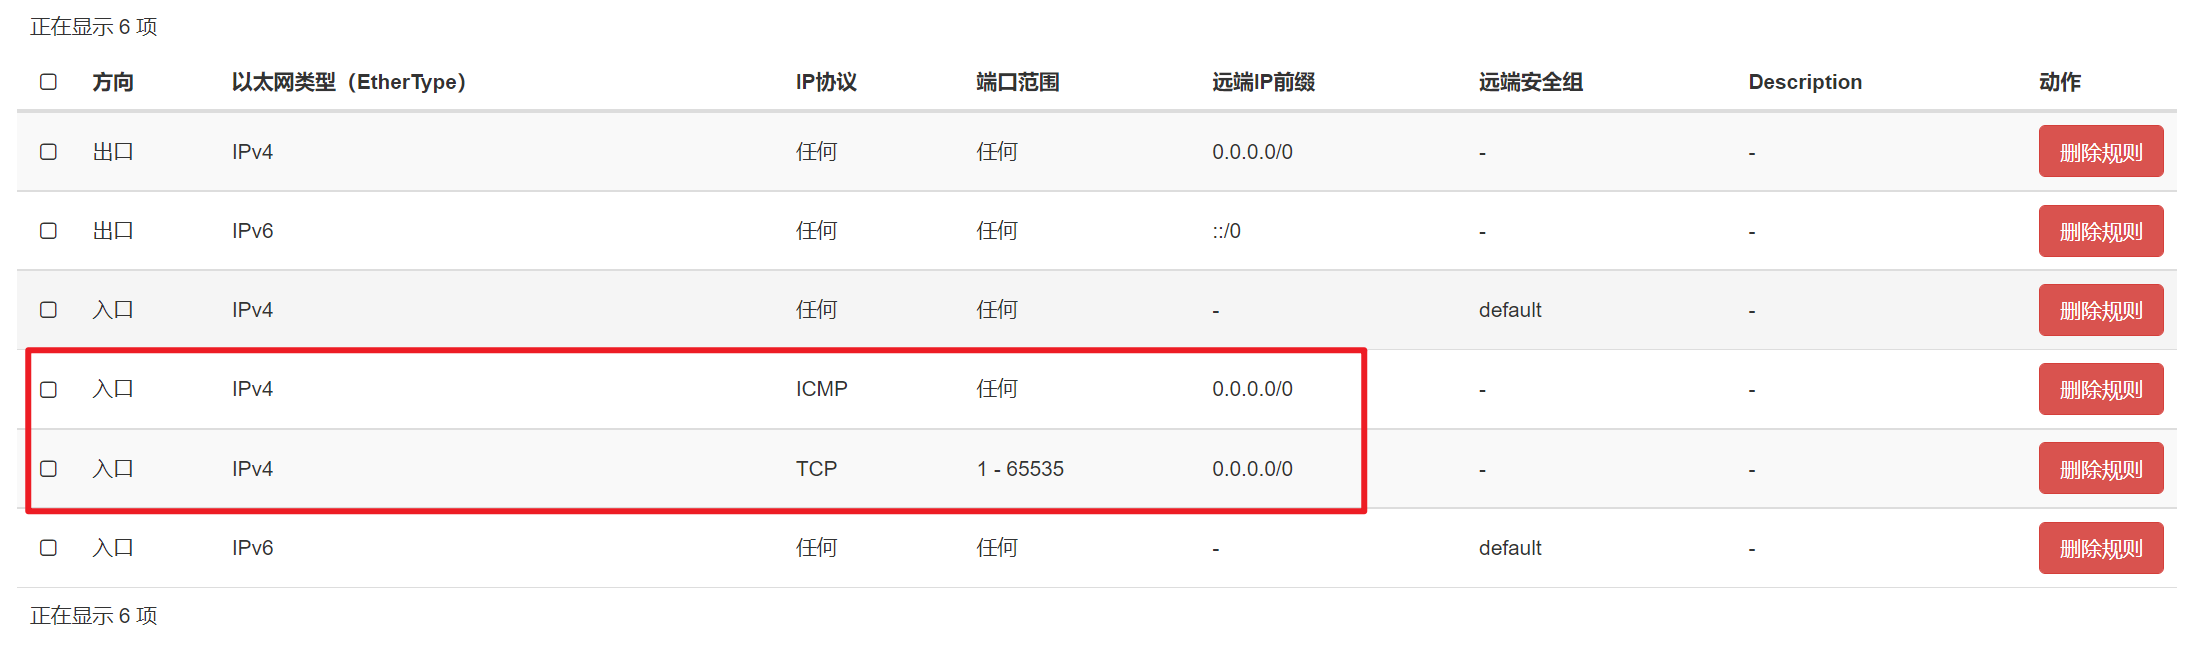 正在显示 6 项
方向 以太网类型（EtherType） IP协议 端口范围 远端IP前缀 远端安全组 Description 动作
出口 IPv4 任何 任何 0.0.0.0/0 - - 删除规则
出口 IPv6 任何 任何 ::/0 - - 删除规则
入口 IPv4 任何 任何 - default - 删除规则
入口 IPv4 ICMP 任何 0.0.0.0/0 - - 删除规则
入口 IPv4 TCP 1 - 65535 0.0.0.0/0 - - 删除规则
入口 IPv6 任何 任何 - default - 删除规则
正在显示 6 项